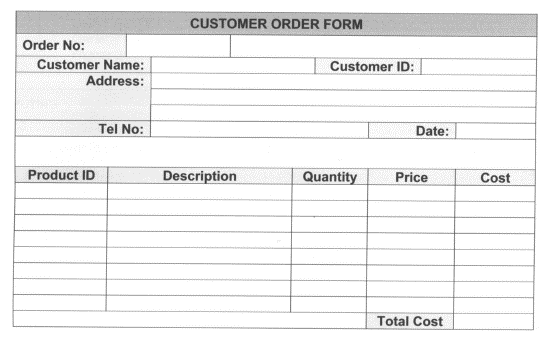 CUSTOMER ORDER FORM
Order No:
Customer Name: Customer ID:
Address:
Tel No: Date:
Product ID Description Quantity Price Cost
Total Cost